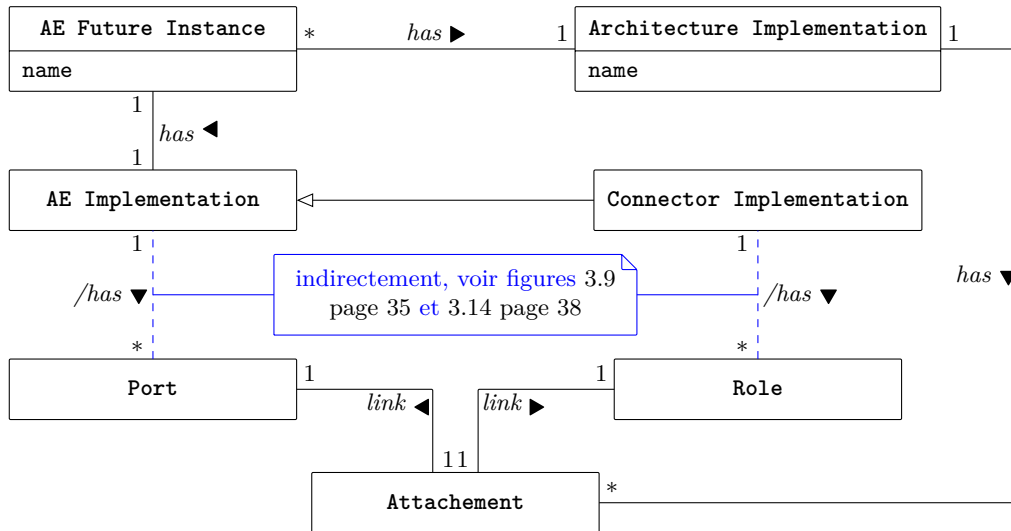 AE Future Instance
name
* has ▶ 1
Architecture Implementation
name
1
1
has ◀
1
AE Implementation
Connector Implementation
1
1
/has ▼
indirectement, voir figures 3.9
page 35 et 3.14 page 38
/has ▼
has ▼
*
*
Port
1
1
Role
link ◀
link ▶
11
Attachement
*